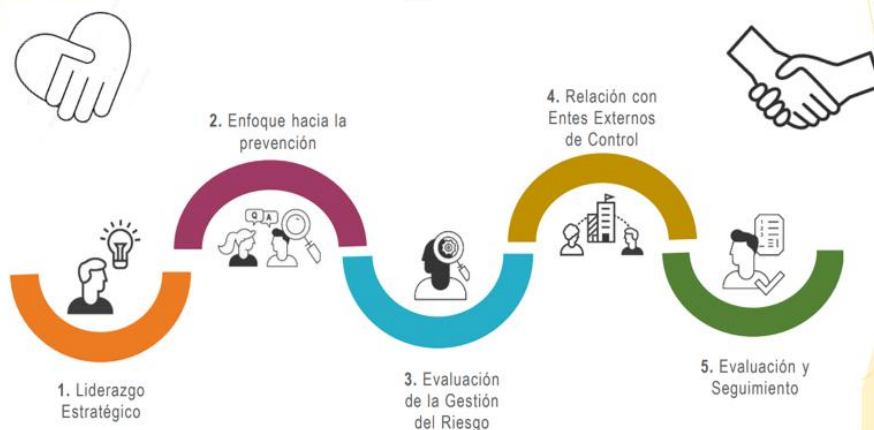 1. Liderazgo
Estratégico
2. Enfoque hacia la
prevención
Q A
3. Evaluación
de la Gestión
del Riesgo
4. Relación con
Entes Externos
de Control
5. Evaluación y
Seguimiento